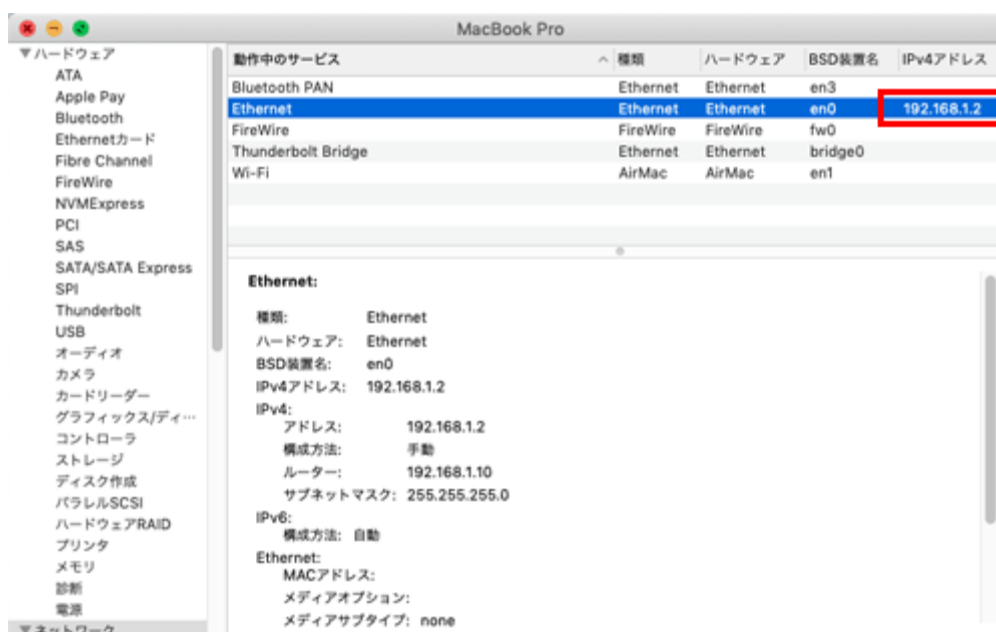 MacBook Pro
▼ハードウェア
ATA
Apple Pay
Bluetooth
Ethernetカード
Fibre Channel
FireWire
NVMExpress
PCI
SAS
SATA/SATA Express
SPI
Thunderbolt
USB
オーディオ
カメラ
カードリーダー
グラフィックス/ディ…
コントローラ
ストレージ
ディスク作成
パラレルSCSI
ハードウェアRAID
プリンタ
メモリ
診断
電源
▼ネットワーク
動作中のサービス 種類 ハードウェア BSD装置名 IPv4アドレス
Bluetooth PAN Ethernet Ethernet en3
Ethernet Ethernet Ethernet en0 192.168.1.2
FireWire FireWire FireWire fw0
Thunderbolt Bridge Ethernet Ethernet bridge0
Wi-Fi AirMac AirMac en1
Ethernet:
種類: Ethernet
ハードウェア: Ethernet
BSD装置名: en0
IPv4アドレス: 192.168.1.2
IPv4:
アドレス: 192.168.1.2
構成方法: 手動
ルーター: 192.168.1.10
サブネットマスク: 255.255.255.0
IPv6:
構成方法: 自動
Ethernet:
MACアドレス:
メディアオプション:
メディアサブタイプ: none